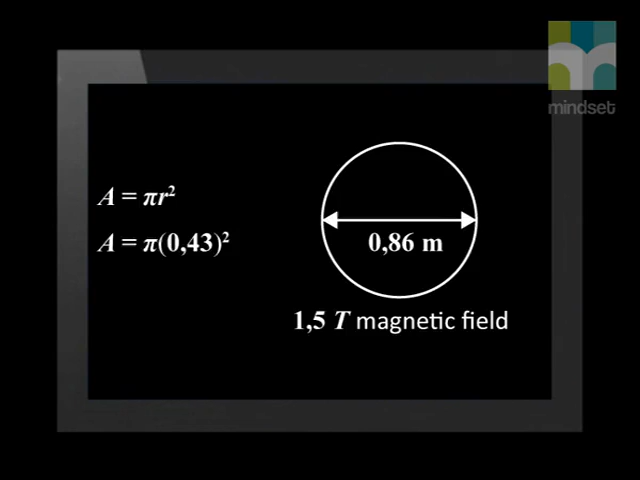 mindset
A = πr²
A = π(0,43)²
0,86 m
1,5 T magnetic field